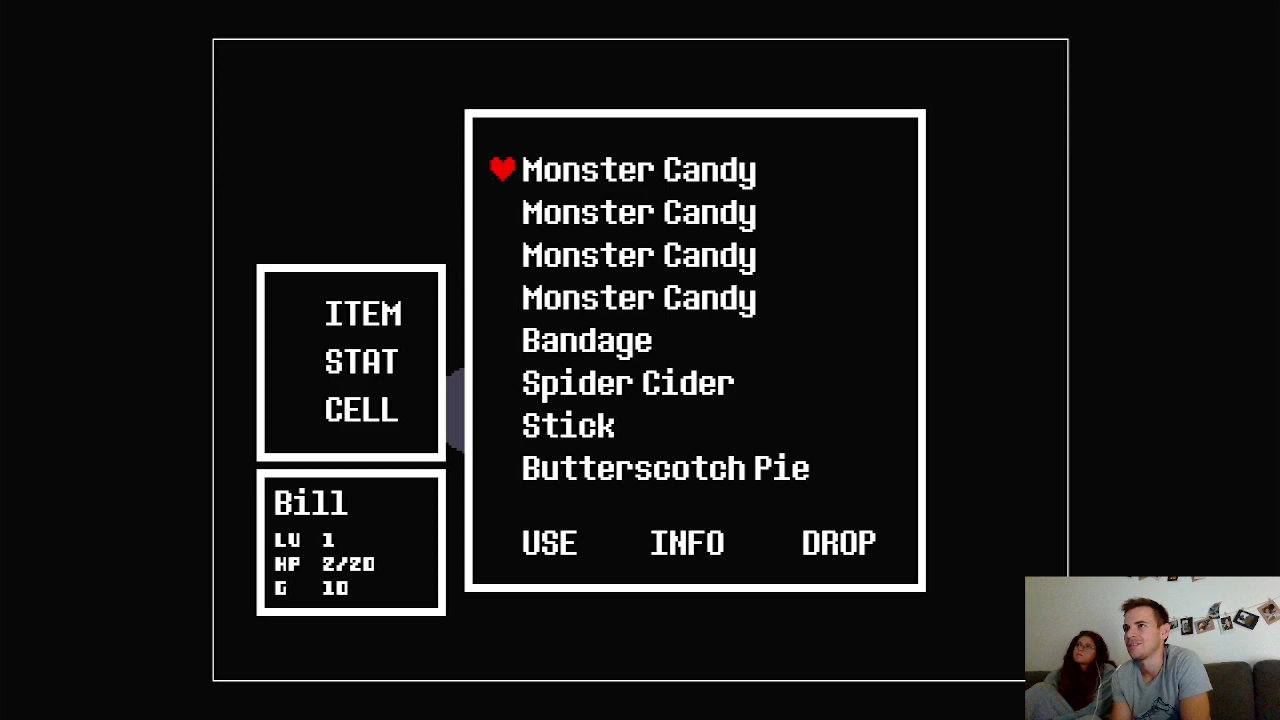 Monster Candy
Monster Candy
Monster Candy
Monster Candy
Bandage
Spider Cider
Stick
Butterscotch Pie
USE INFO DROP
ITEM
STAT
CELL
Bill
LV 1
HP 2/20
G 10